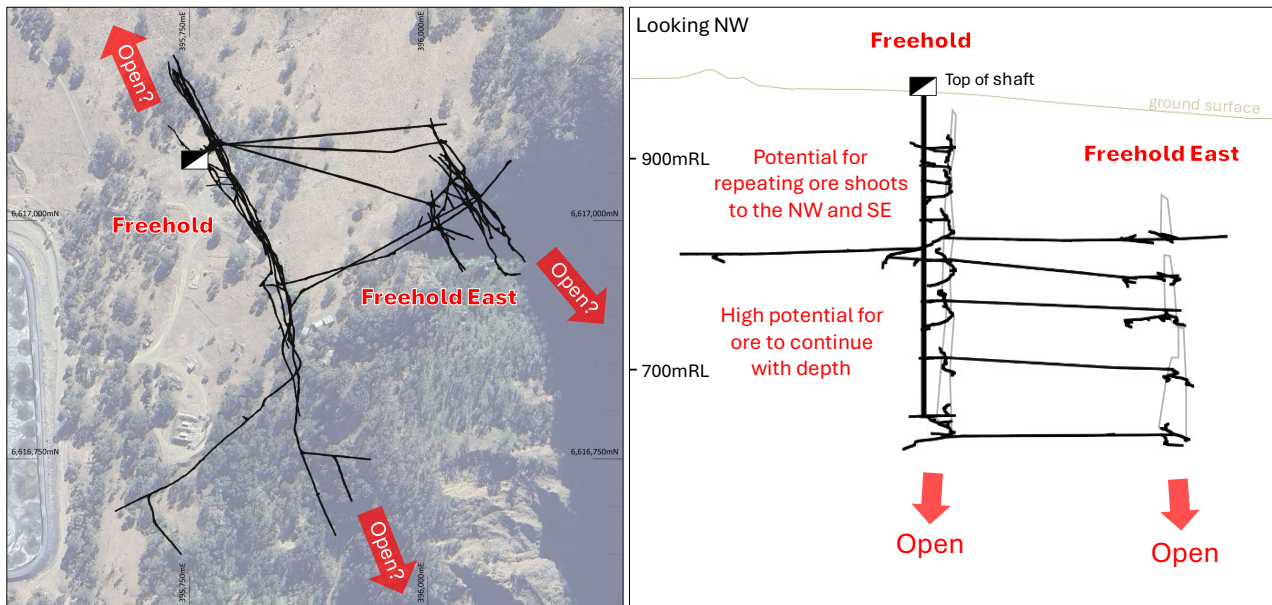 395,750mE
396,000mE
Open?
6,617,000mN
6,617,000mN
Freehold
Freehold East
Open?
6,616,750mN
6,616,750mN
Open?
395,750mE
396,000mE
Looking NW
Freehold
Top of shaft
ground surface
900mRL
Freehold East
Potential for
repeating ore shoots
to the NW and SE
High potential for
ore to continue
with depth
700mRL
Open
Open